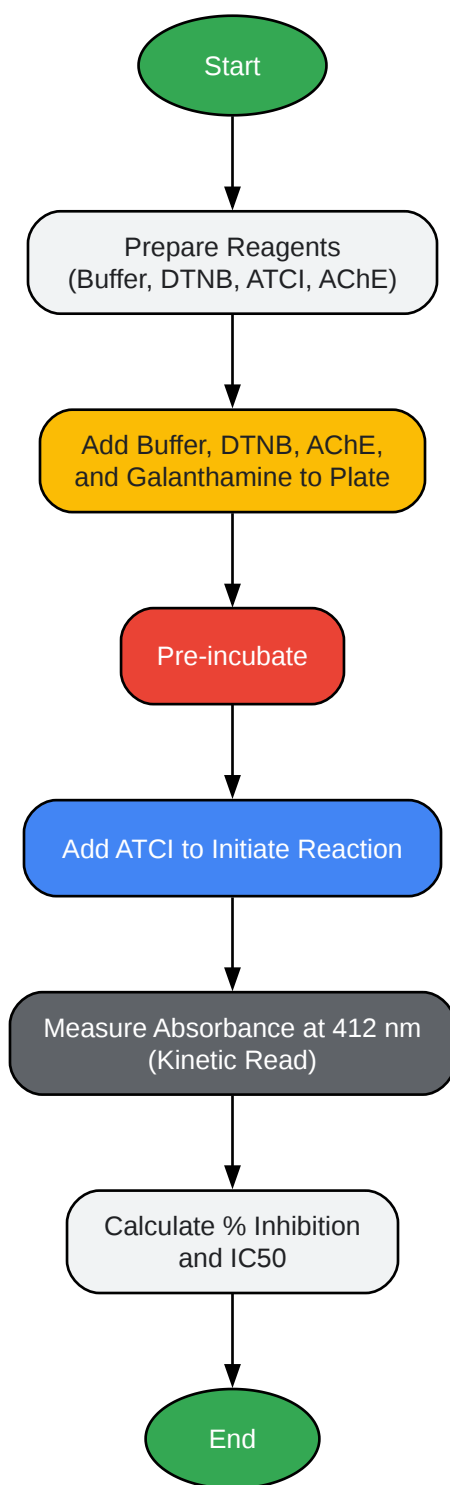 Start
Prepare Reagents
(Buffer, DTNB, ATCI, AChE)
Add Buffer, DTNB, AChE,
and Galanthamine to Plate
Pre-incubate
Add ATCI to Initiate Reaction
Measure Absorbance at 412 nm
(Kinetic Read)
Calculate % Inhibition
and IC50
End